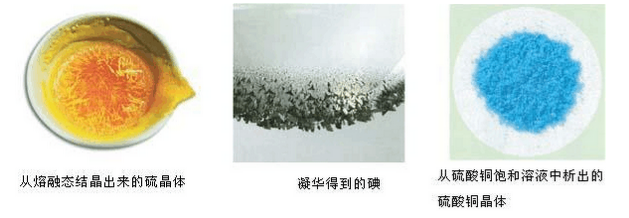 从熔融态结晶出来的硫晶体
凝华得到的碘
从硫酸铜饱和溶液中析出的
硫酸铜晶体